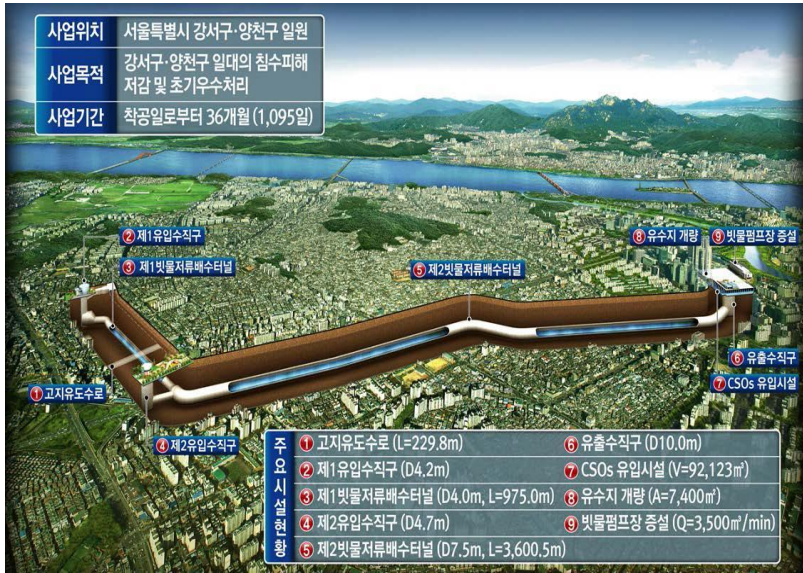 사업위치 서울특별시 강서구·양천구 일원
사업목적 강서구·양천구 일대의 침수피해
저감 및 초기우수처리
사업기간 착공일로부터 36개월 (1,095일)
② 제1유입수직구
③ 제1빗물저류배수터널
⑤ 제2빗물저류배수터널
⑧ 유수지 개량
⑨ 빗물펌프장 증설
① 고지유도수로
④ 제2유입수직구
⑥ 유출수직구
⑦ CSOs 유입시설
주요시설현황
① 고지유도수로 (L=229.8m)
② 제1유입수직구 (D4.2m)
③ 제1빗물저류배수터널 (D4.0m, L=975.0m)
④ 제2유입수직구 (D4.7m)
⑤ 제2빗물저류배수터널 (D7.5m, L=3,600.5m)
⑥ 유출수직구 (D10.0m)
⑦ CSOs 유입시설 (V=92,123㎥)
⑧ 유수지 개량 (A=7,400㎡)
⑨ 빗물펌프장 증설 (Q=3,500㎥/min)